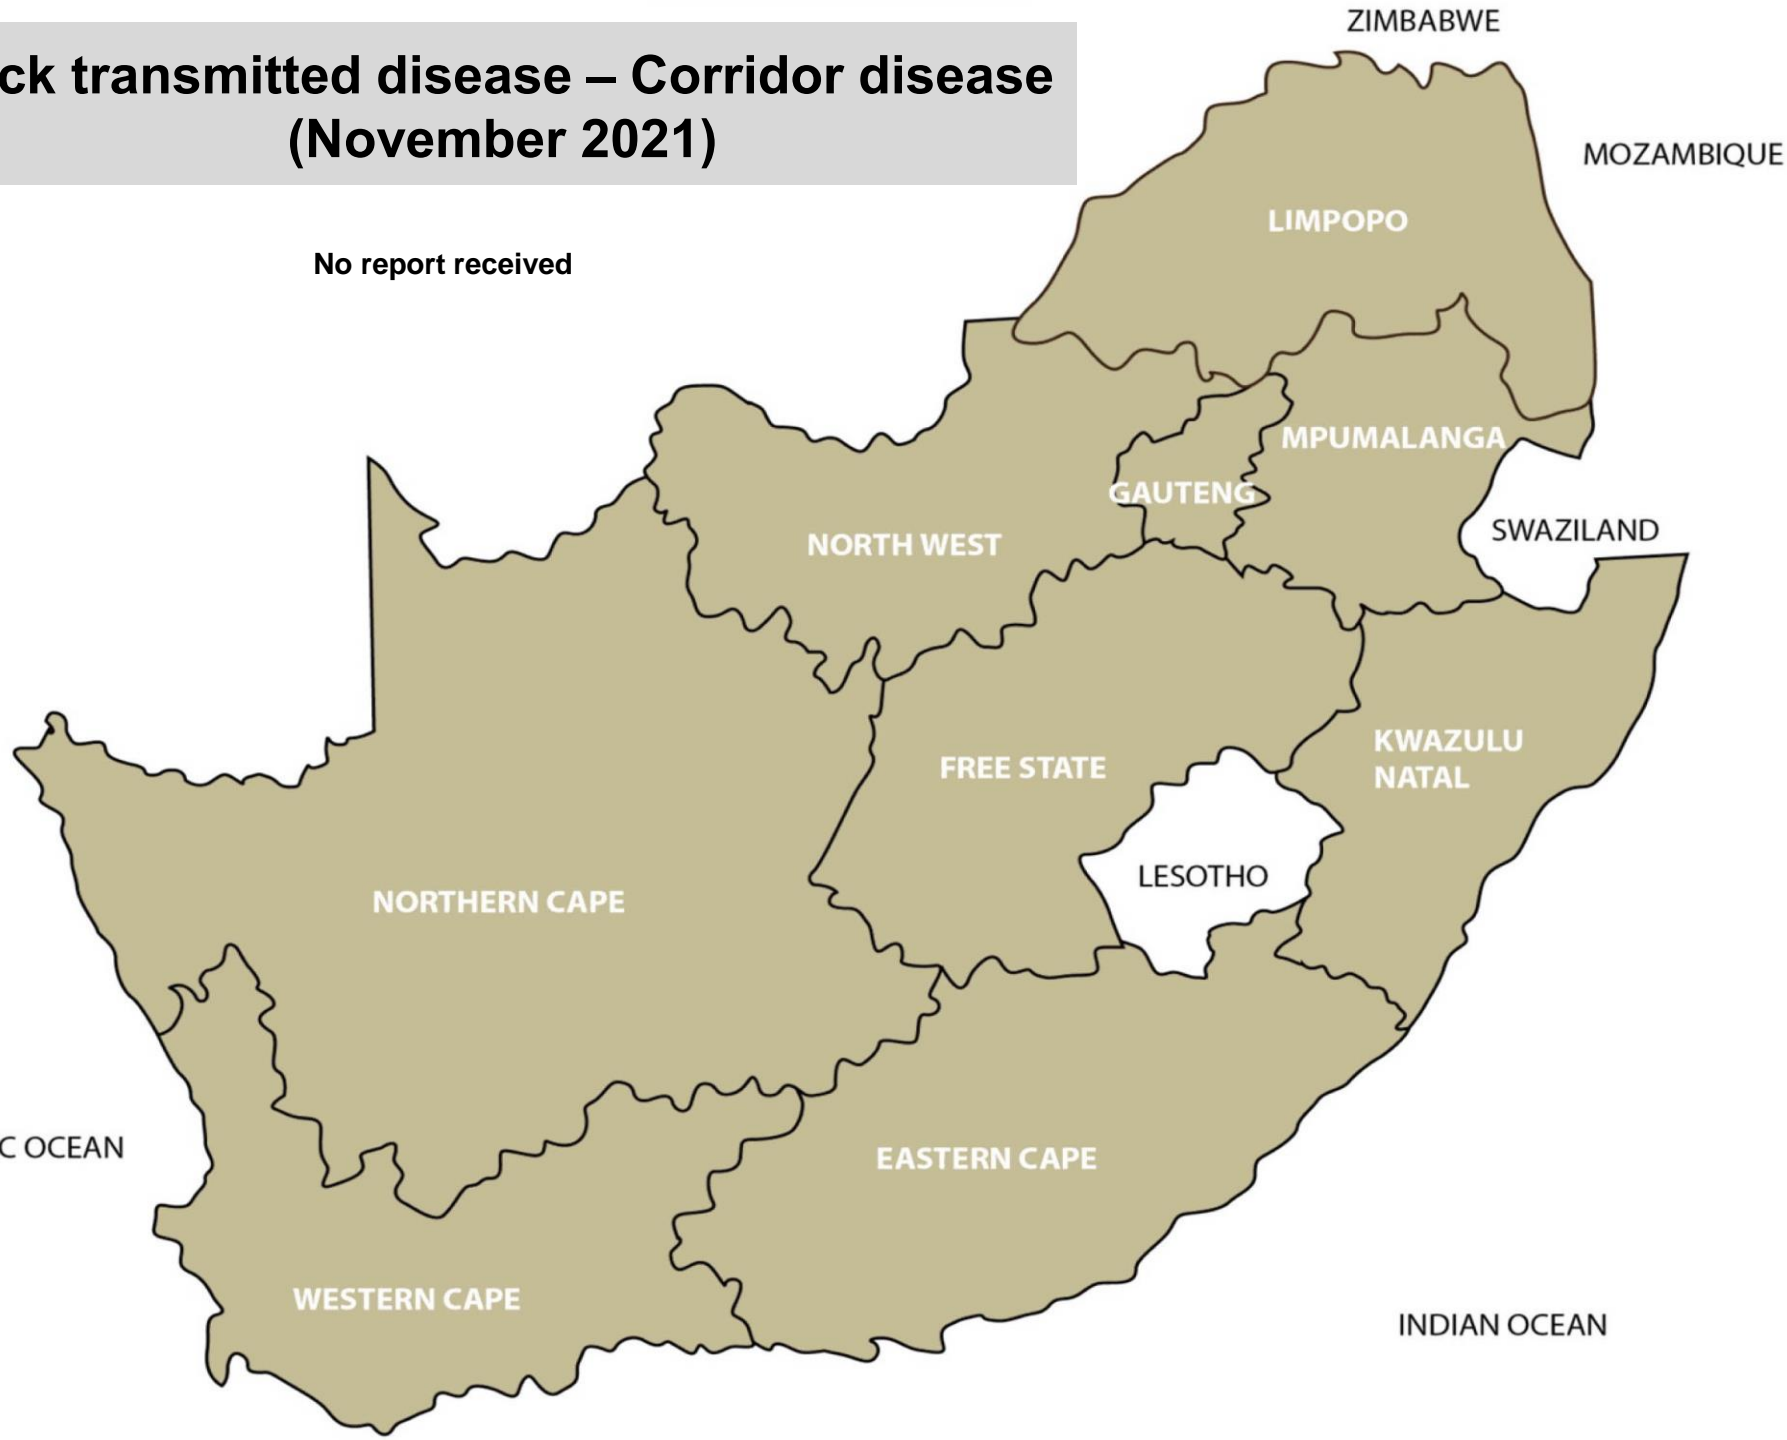 ZIMBABWE
ck transmitted disease – Corridor disease
(November 2021)
MOZAMBIQUE
LIMPOPO
No report received
MPUMALANGA
GAUTENG
SWAZILAND
NORTH WEST
KWAZULU
NATAL
FREE STATE
LESOTHO
NORTHERN CAPE
C OCEAN
EASTERN CAPE
WESTERN CAPE
INDIAN OCEAN